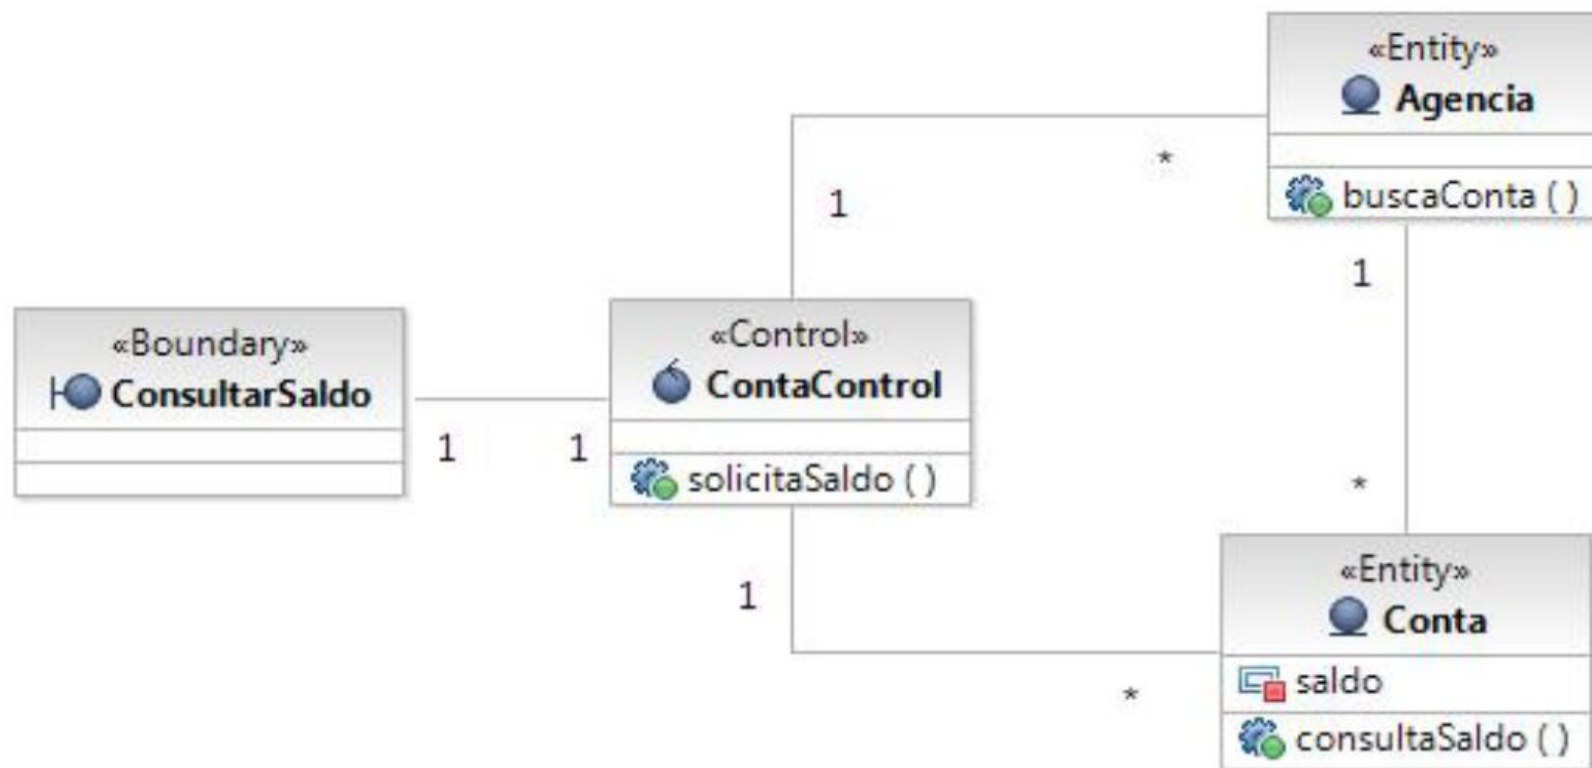 «Entity»
Agencia
buscaConta ( )
*
1
1
«Boundary»
ConsultarSaldo
1
1
«Control»
ContaControl
solicitaSaldo ( )
1
*
*
«Entity»
Conta
saldo
consultaSaldo ( )